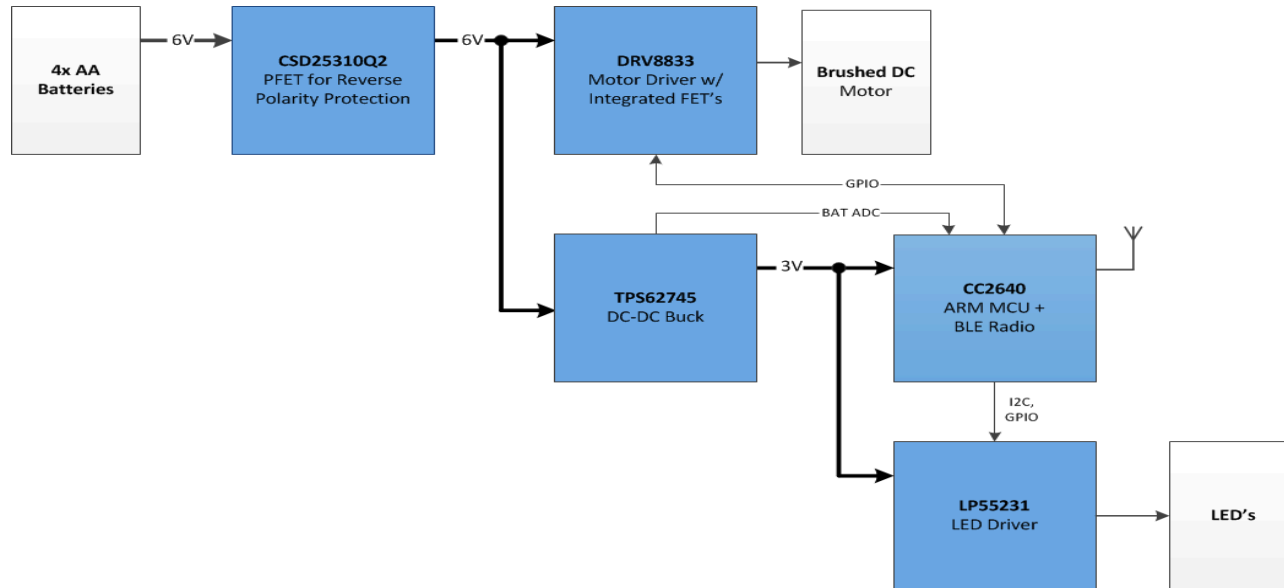 4x AA
Batteries
6V
CSD25310Q2
PFET for Reverse
Polarity Protection
6V
DRV8833
Motor Driver w/
Integrated FET's
Brushed DC
Motor
GPIO
BAT ADC
TPS62745
DC-DC Buck
3V
CC2640
ARM MCU +
BLE Radio
I2C,
GPIO
LP55231
LED Driver
LED's